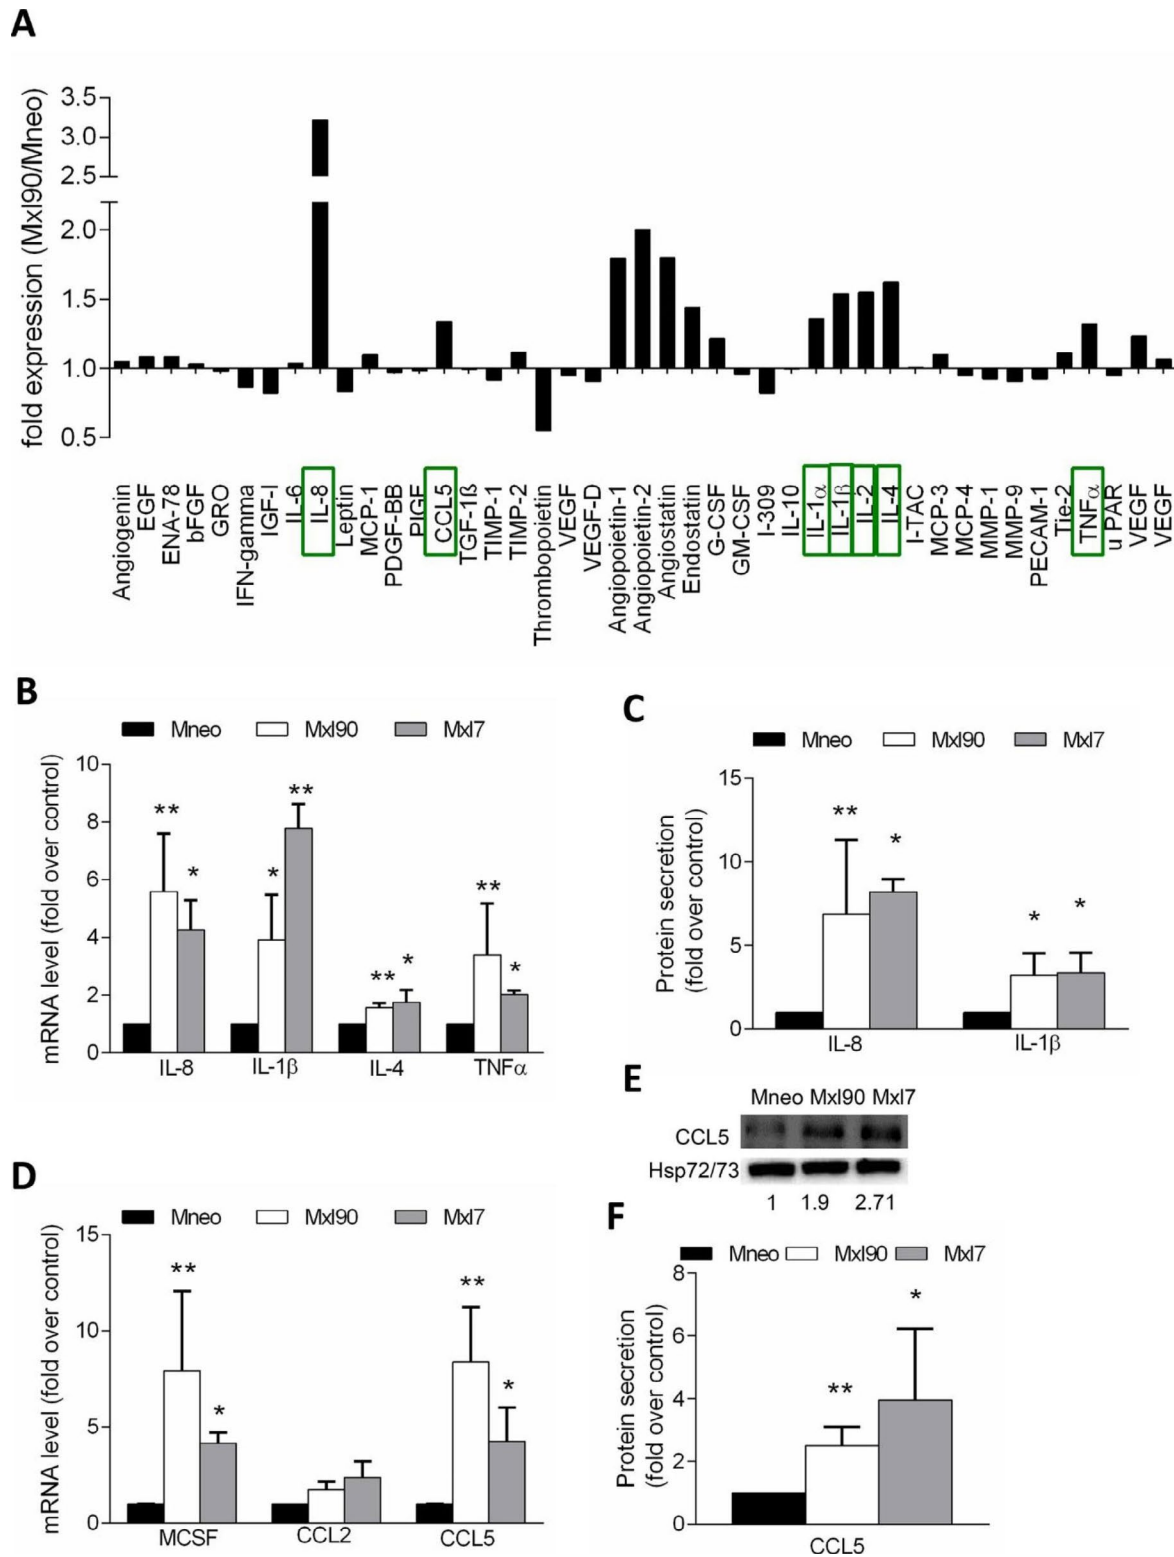 A
fold expression (Mxl90/Mneo)
3.5
3.0
2.5
2.0
1.5
1.0
0.5
Angiogenin
EGF
ENA-78
bFGF
GRO
IFN-gamma
IGF-I
IL-6
IL-8
Leptin
MCP-1
PDGF-BB
PlGF
CCL5
TGF-1ß
TIMP-1
TIMP-2
Thrombopoietin
VEGF
VEGF-D
Angiopoietin-1
Angiopoietin-2
Angiostatin
Endostatin
G-CSF
GM-CSF
I-309
IL-10
IL-1α
IL-1β
IL-2
IL-4
I-TAC
MCP-3
MCP-4
MMP-1
MMP-9
PECAM-1
Tie-2
TNFα
u PAR
VEGF
VEGF
B
Mneo Mxl90 Mxl7
mRNA level (fold over control)
10
8
6
4
2
0
** * * ** ** * ** *
IL-8 IL-1β IL-4 TNFα
C
Mneo Mxl90 Mxl7
Protein secretion
(fold over control)
15
10
5
0
** * * *
IL-8 IL-1β
E
Mneo Mxl90 Mxl7
CCL5
Hsp72/73
1 1.9 2.71
D
Mneo Mxl90 Mxl7
mRNA level (fold over control)
15
10
5
0
** * ** *
MCSF CCL2 CCL5
F
Mneo Mxl90 Mxl7
Protein secretion
(fold over control)
8
6
4
2
0
** *
CCL5